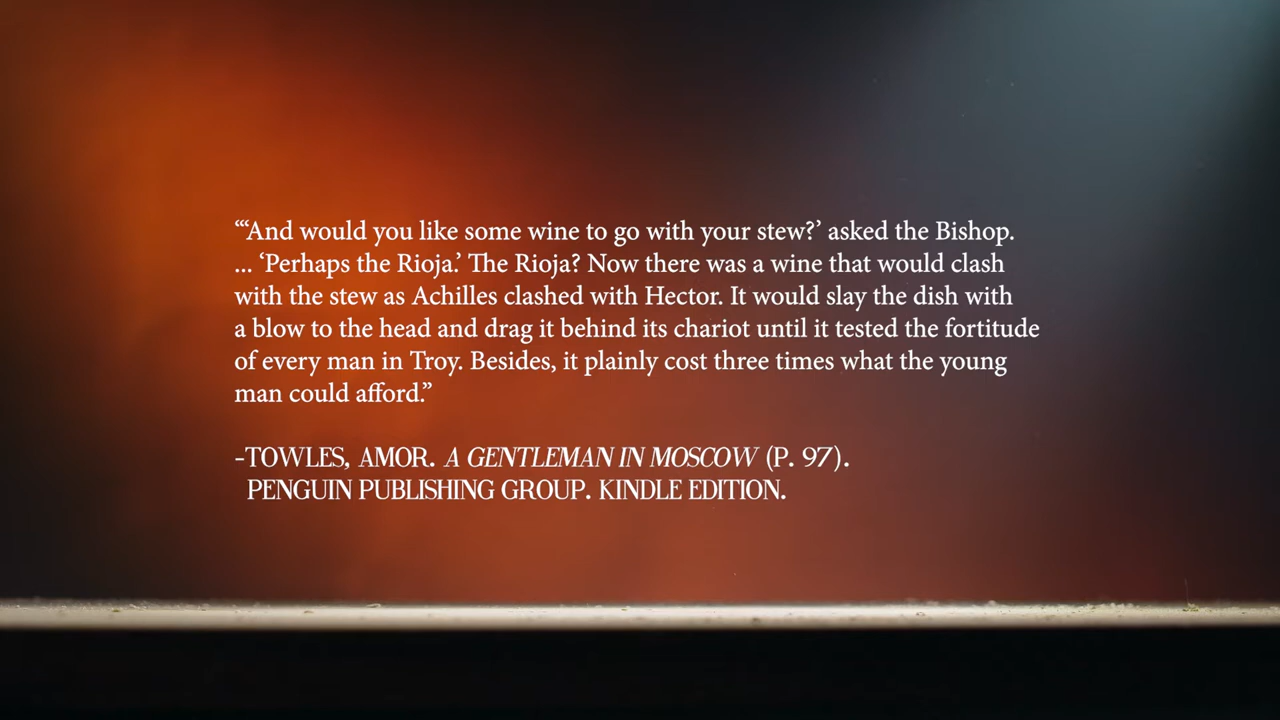 “‘And would you like some wine to go with your stew?’ asked the Bishop.
... ‘Perhaps the Rioja.’ The Rioja? Now there was a wine that would clash
with the stew as Achilles clashed with Hector. It would slay the dish with
a blow to the head and drag it behind its chariot until it tested the fortitude
of every man in Troy. Besides, it plainly cost three times what the young
man could afford.”
-TOWLES, AMOR. A GENTLEMAN IN MOSCOW (P. 97).
PENGUIN PUBLISHING GROUP. KINDLE EDITION.